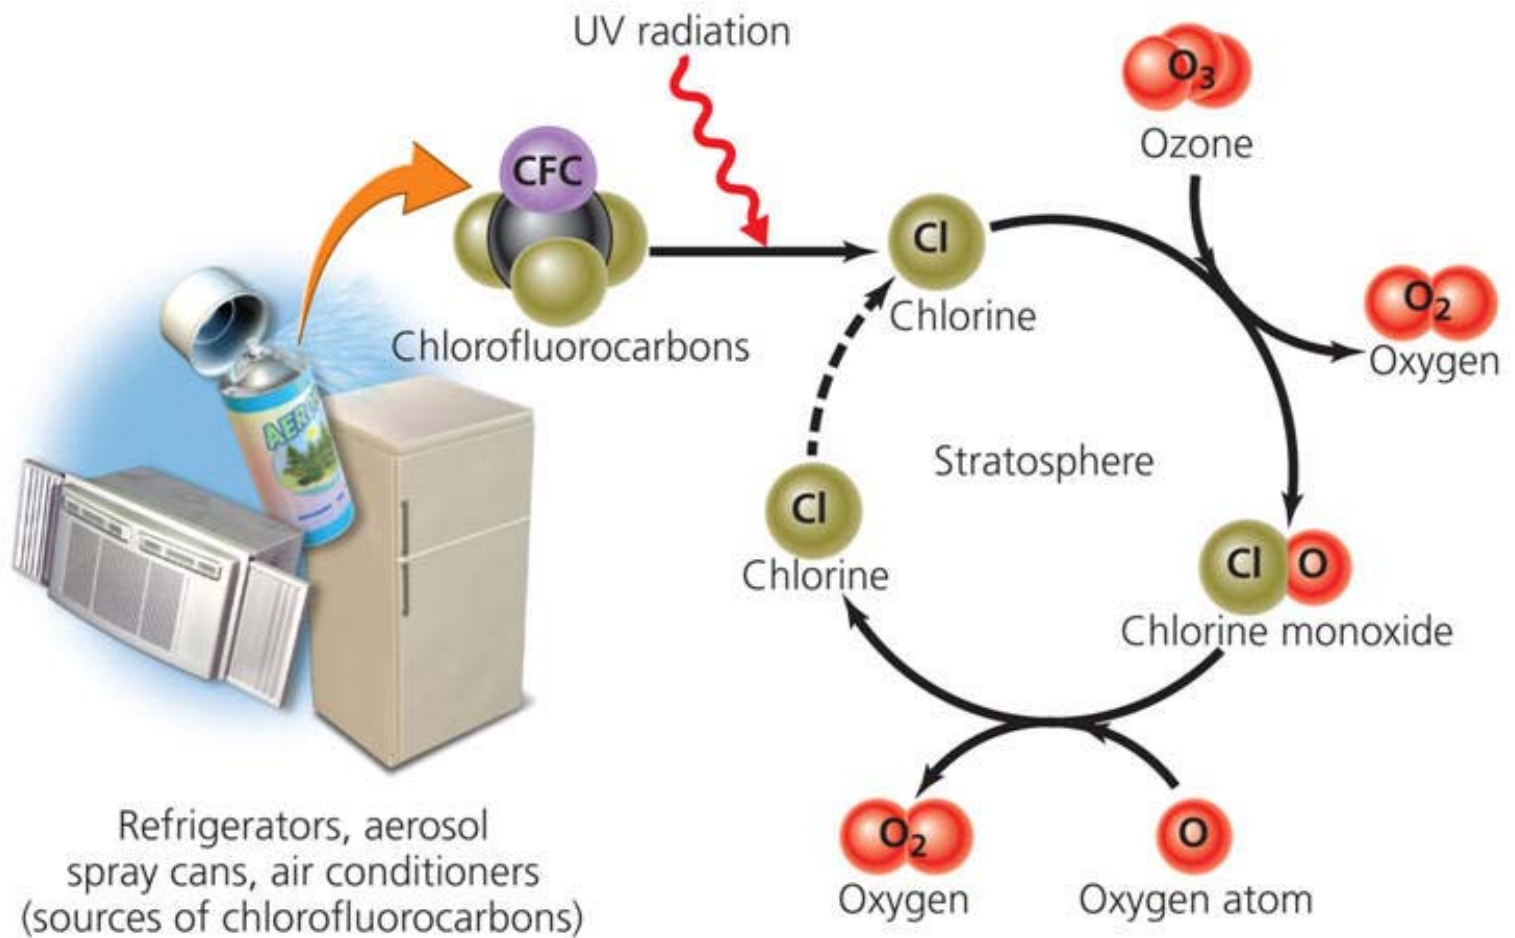 UV radiation
O3
Ozone
CFC
Cl
Chlorine
O2
Oxygen
Chlorofluorocarbons
Stratosphere
Cl
Chlorine
Cl O
Chlorine monoxide
O2
Oxygen
O
Oxygen atom
Refrigerators, aerosol
spray cans, air conditioners
(sources of chlorofluorocarbons)